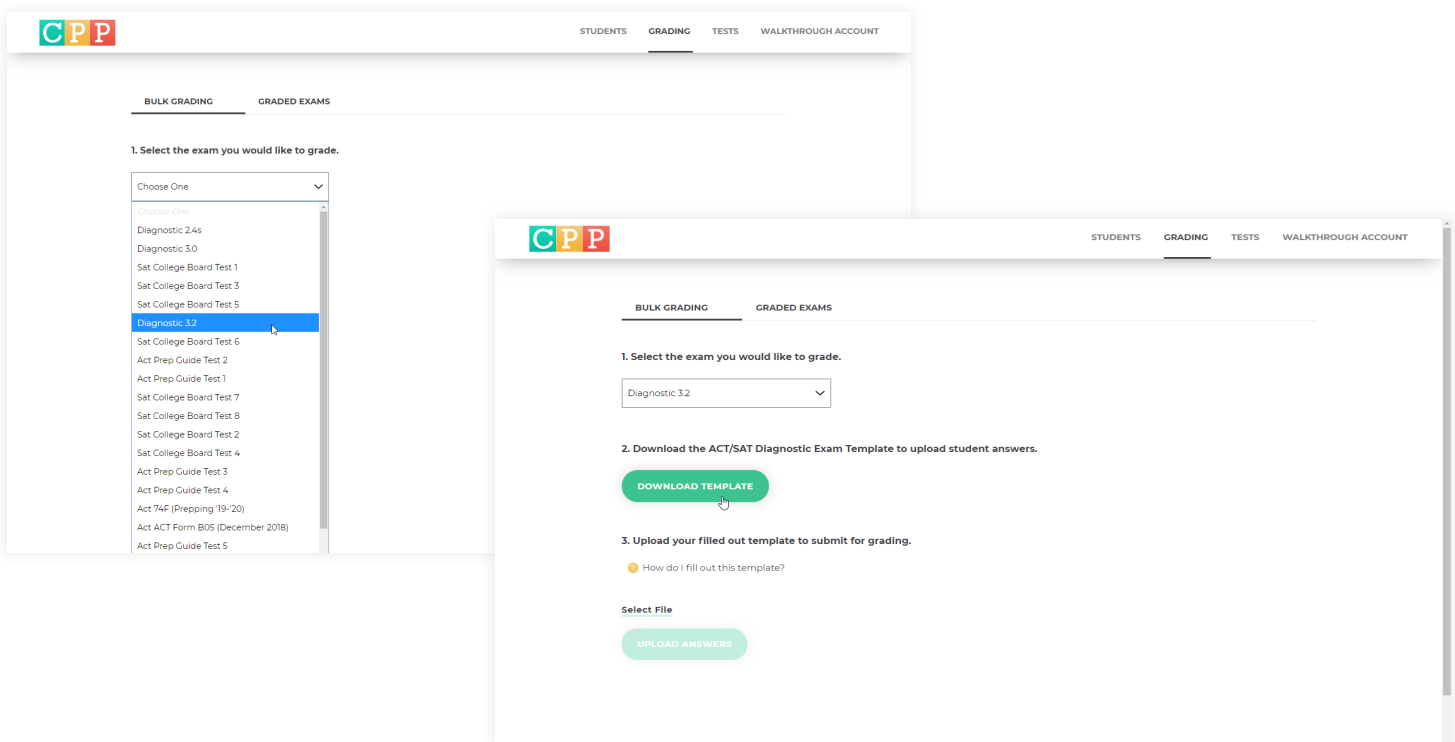 CPP
STUDENTS GRADING TESTS WALKTHROUGH ACCOUNT
BULK GRADING GRADED EXAMS
1. Select the exam you would like to grade.
Choose One
Choose One
Diagnostic 2.4s
Diagnostic 3.0
Sat College Board Test 1
Sat College Board Test 3
Sat College Board Test 5
Diagnostic 3.2
Sat College Board Test 6
Act Prep Guide Test 2
Act Prep Guide Test 1
Sat College Board Test 7
Sat College Board Test 8
Sat College Board Test 2
Sat College Board Test 4
Act Prep Guide Test 3
Act Prep Guide Test 4
Act 74F (Prepping '19-'20)
Act ACT Form B05 (December 2018)
Act Prep Guide Test 5
CPP
STUDENTS GRADING TESTS WALKTHROUGH ACCOUNT
BULK GRADING GRADED EXAMS
1. Select the exam you would like to grade.
Diagnostic 3.2
2. Download the ACT/SAT Diagnostic Exam Template to upload student answers.
DOWNLOAD TEMPLATE
3. Upload your filled out template to submit for grading.
? How do I fill out this template?
Select File
UPLOAD ANSWERS